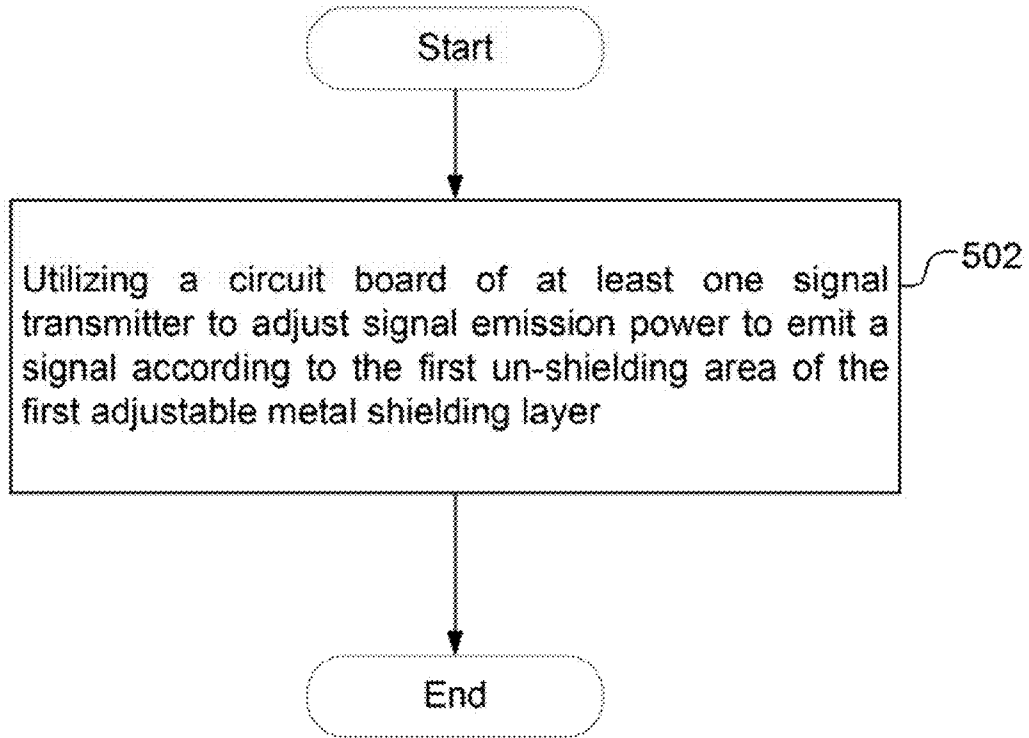 Start
502
Utilizing a circuit board of at least one signal
transmitter to adjust signal emission power to emit a
signal according to the first un-shielding area of the
first adjustable metal shielding layer
End